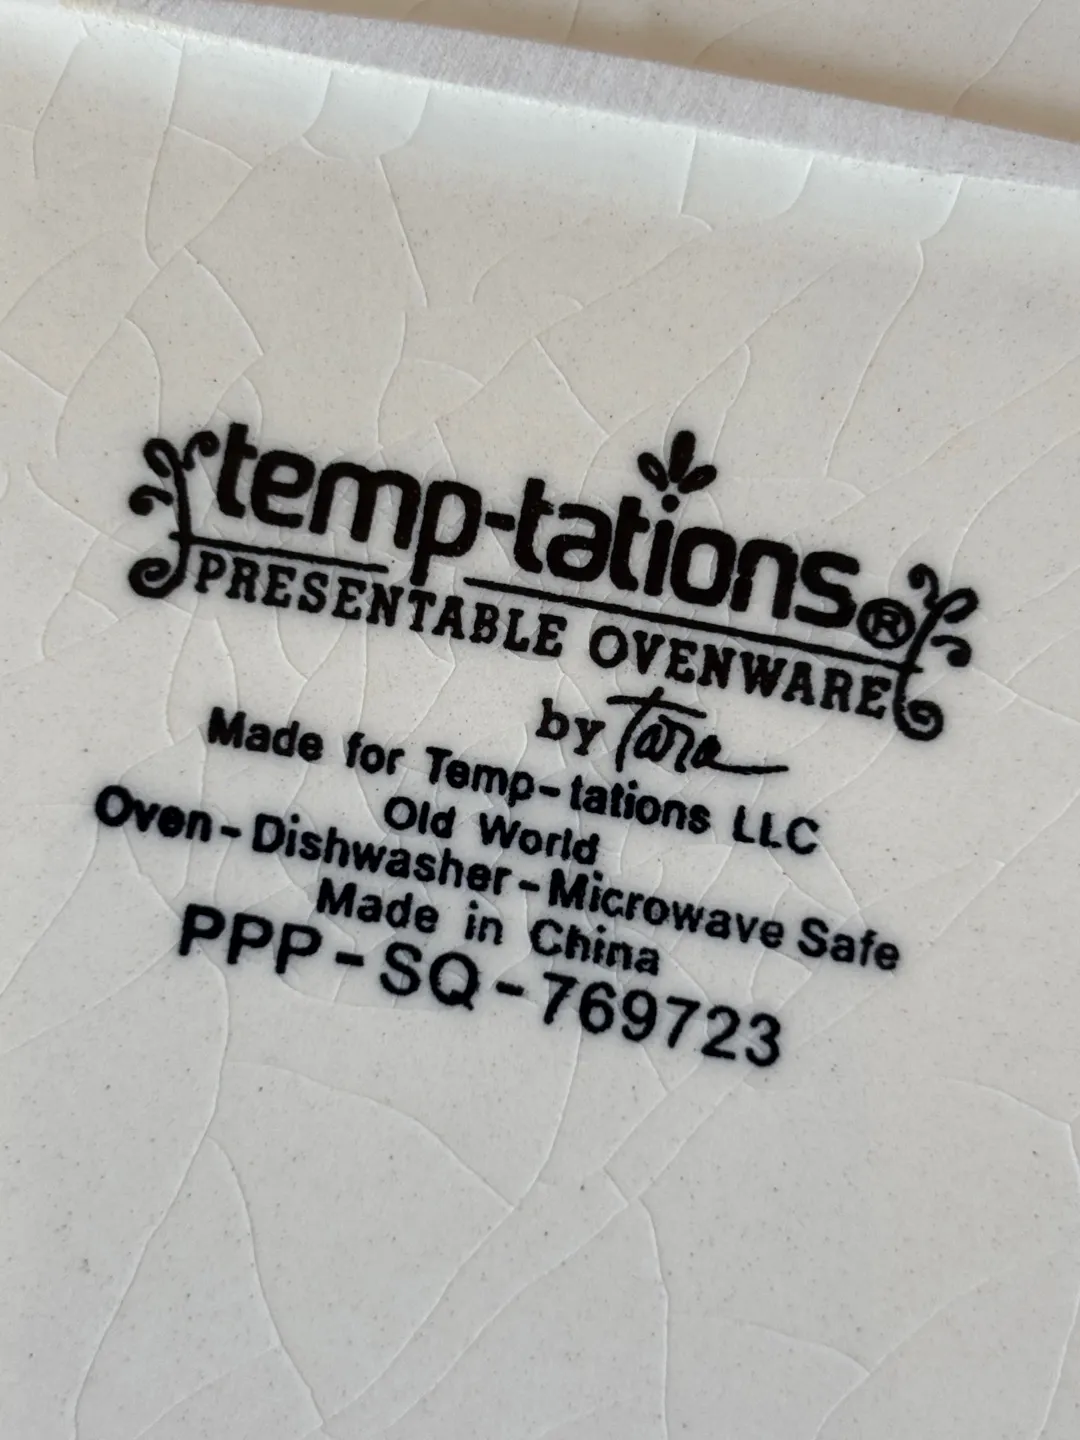 temp-tations®
PRESENTABLE OVENWARE
by Tara
Made for Temp-tations LLC
Old World
Oven-Dishwasher-Microwave Safe
Made in China
PPP-SQ-769723